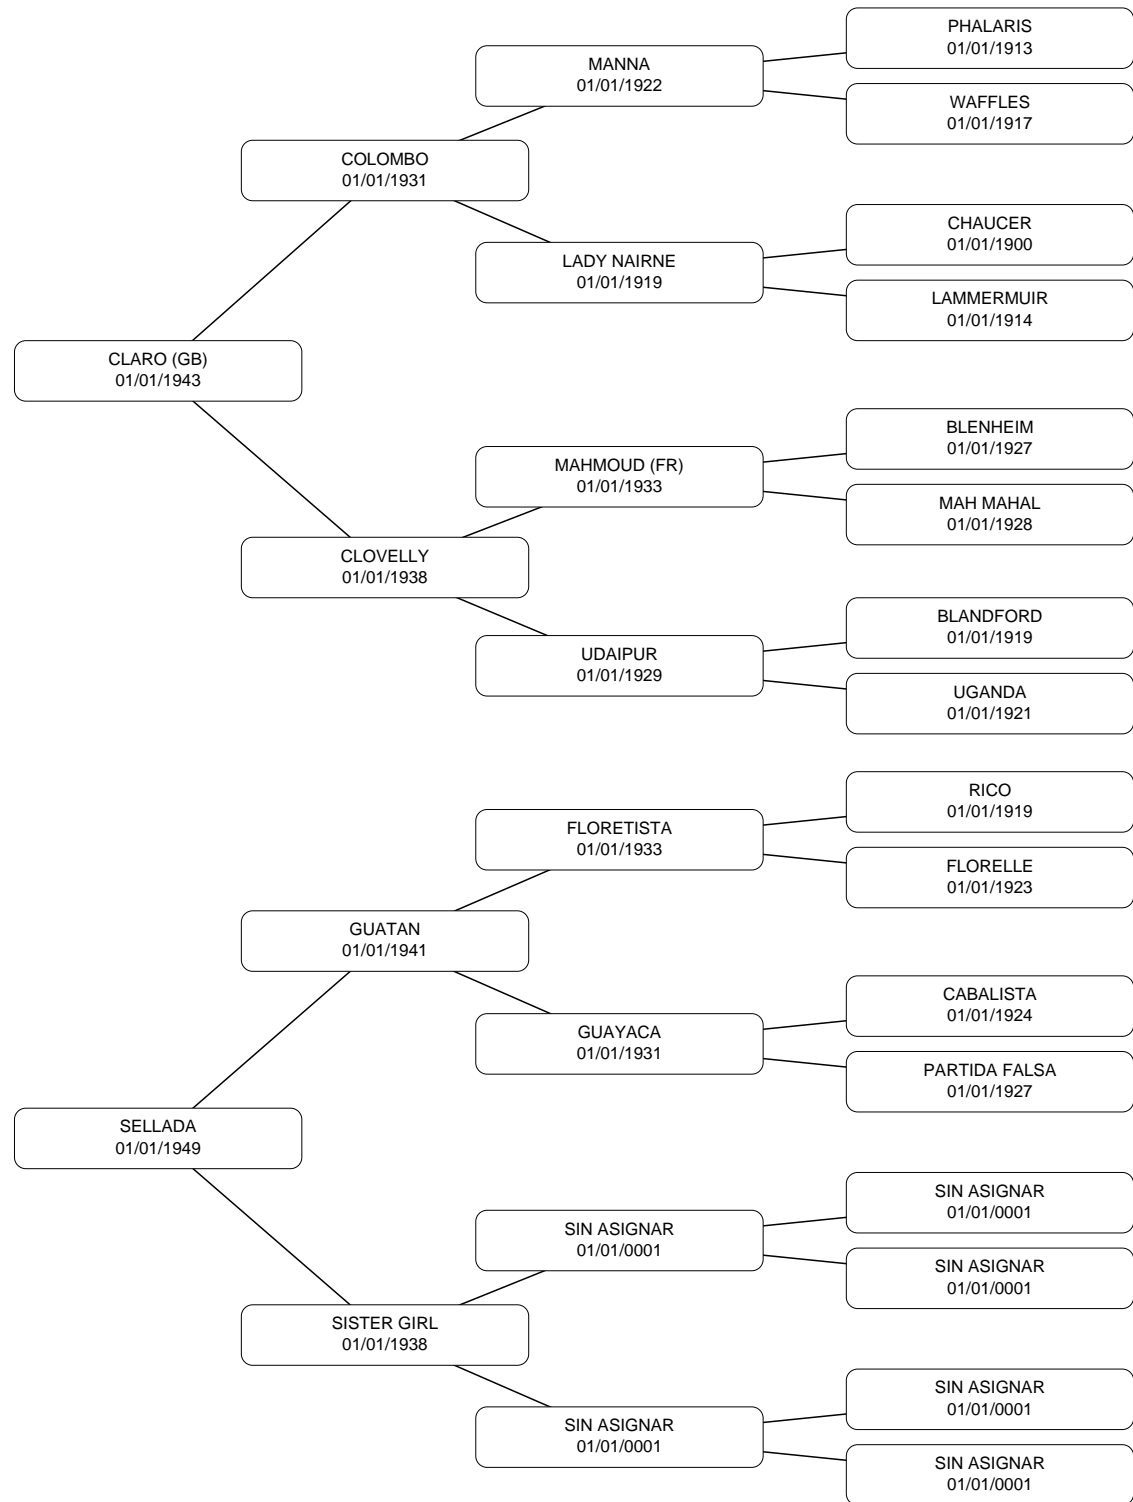 PHALARIS
01/01/1913
MANNA
01/01/1922
WAFFLES
01/01/1917
COLOMBO
01/01/1931
CHAUCER
01/01/1900
LADY NAIRNE
01/01/1919
LAMMERMUIR
01/01/1914
CLARO (GB)
01/01/1943
BLENHEIM
01/01/1927
MAHMOUD (FR)
01/01/1933
MAH MAHAL
01/01/1928
CLOVELLY
01/01/1938
BLANDFORD
01/01/1919
UDAIPUR
01/01/1929
UGANDA
01/01/1921
RICO
01/01/1919
FLORETISTA
01/01/1933
FLORELLE
01/01/1923
GUATAN
01/01/1941
CABALISTA
01/01/1924
GUAYACA
01/01/1931
PARTIDA FALSA
01/01/1927
SELLADA
01/01/1949
SIN ASIGNAR
01/01/0001
SIN ASIGNAR
01/01/0001
SIN ASIGNAR
01/01/0001
SISTER GIRL
01/01/1938
SIN ASIGNAR
01/01/0001
SIN ASIGNAR
01/01/0001
SIN ASIGNAR
01/01/0001